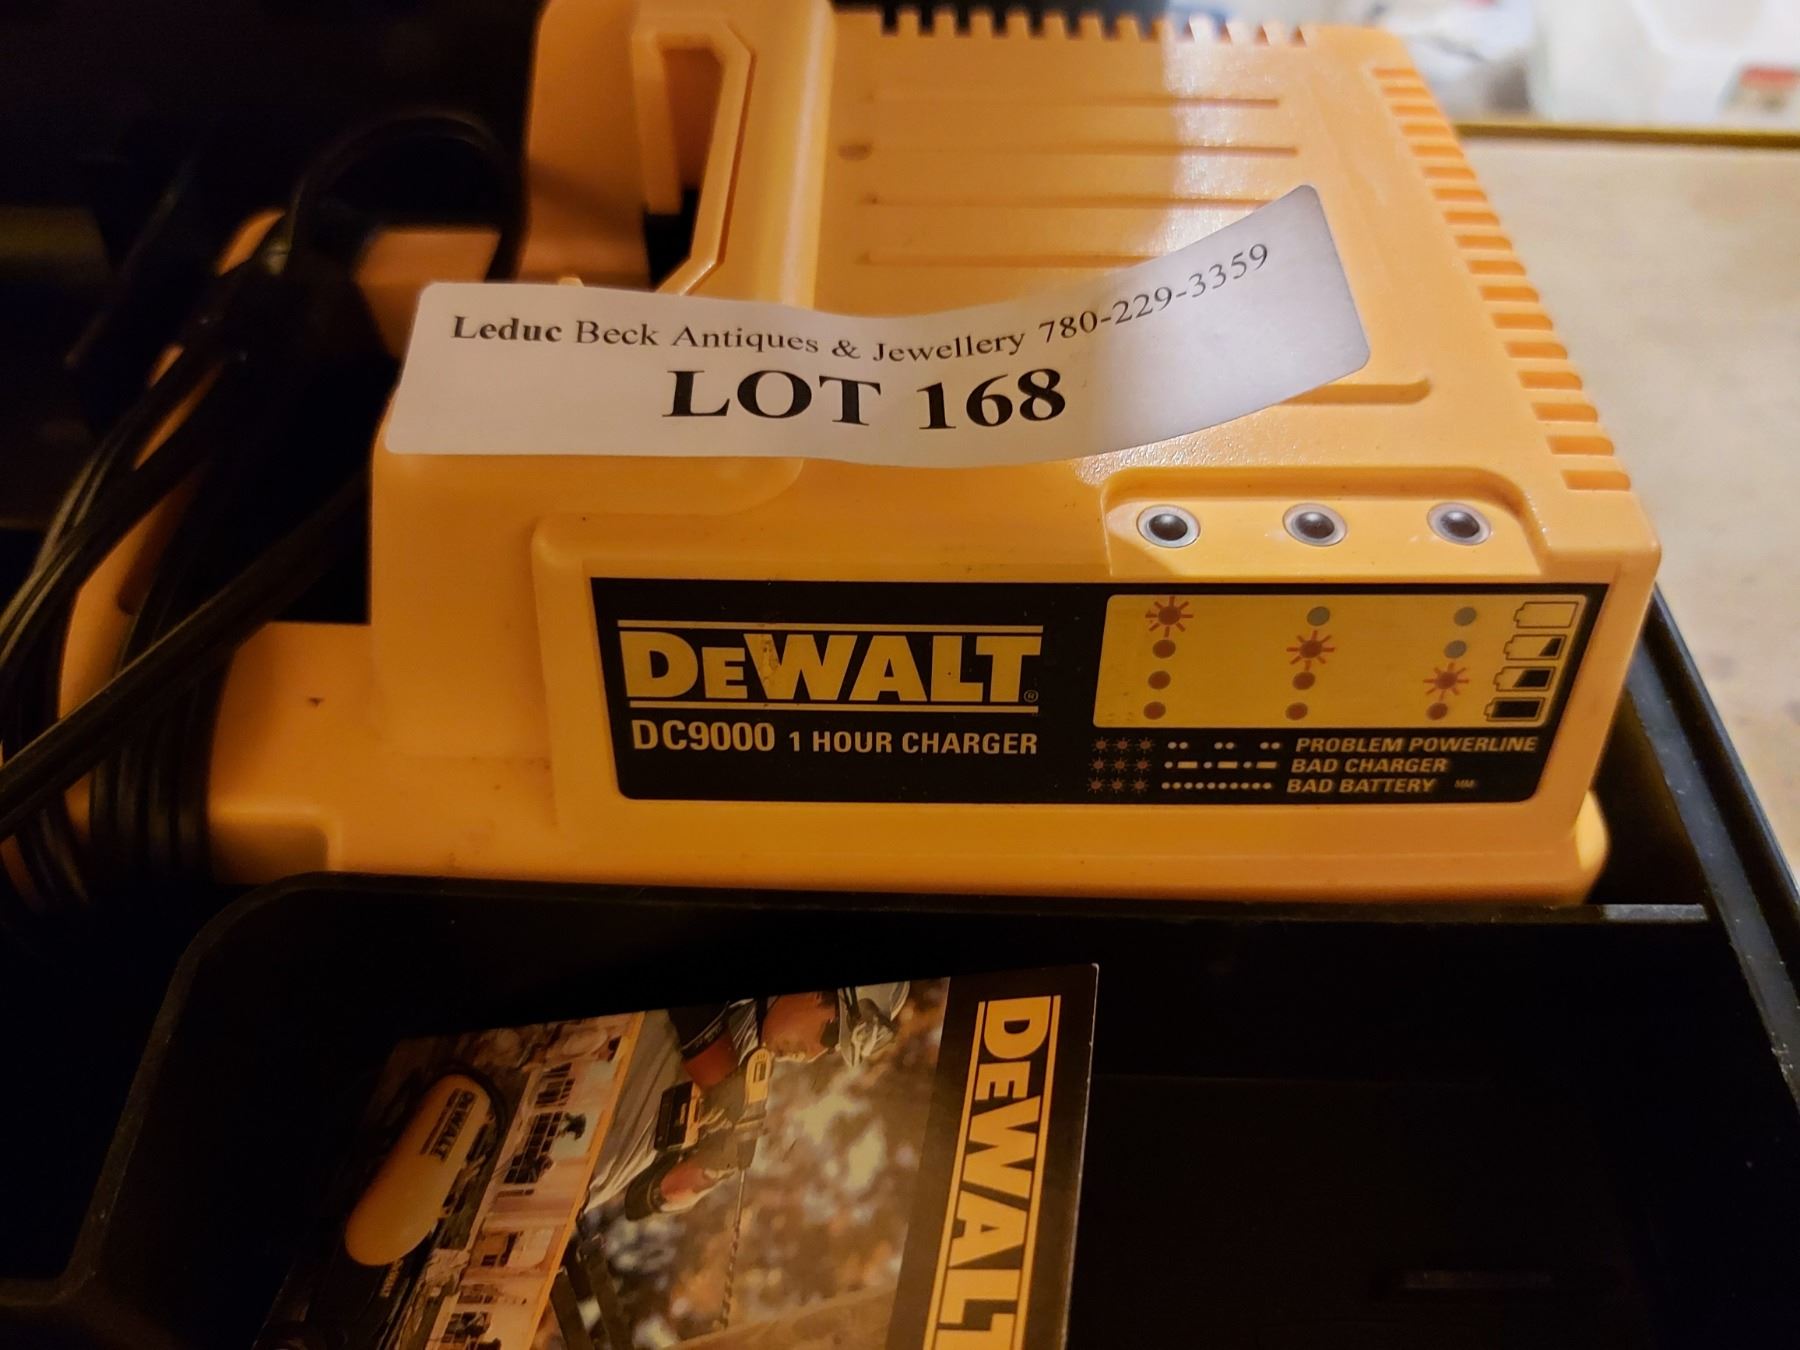 Leduc Beck Antiques & Jewellery 780-229-3359
LOT 168
DEWALT®
DC9000 1 HOUR CHARGER
PROBLEM POWERLINE
BAD CHARGER
BAD BATTERY
DEWALT
DEWALT